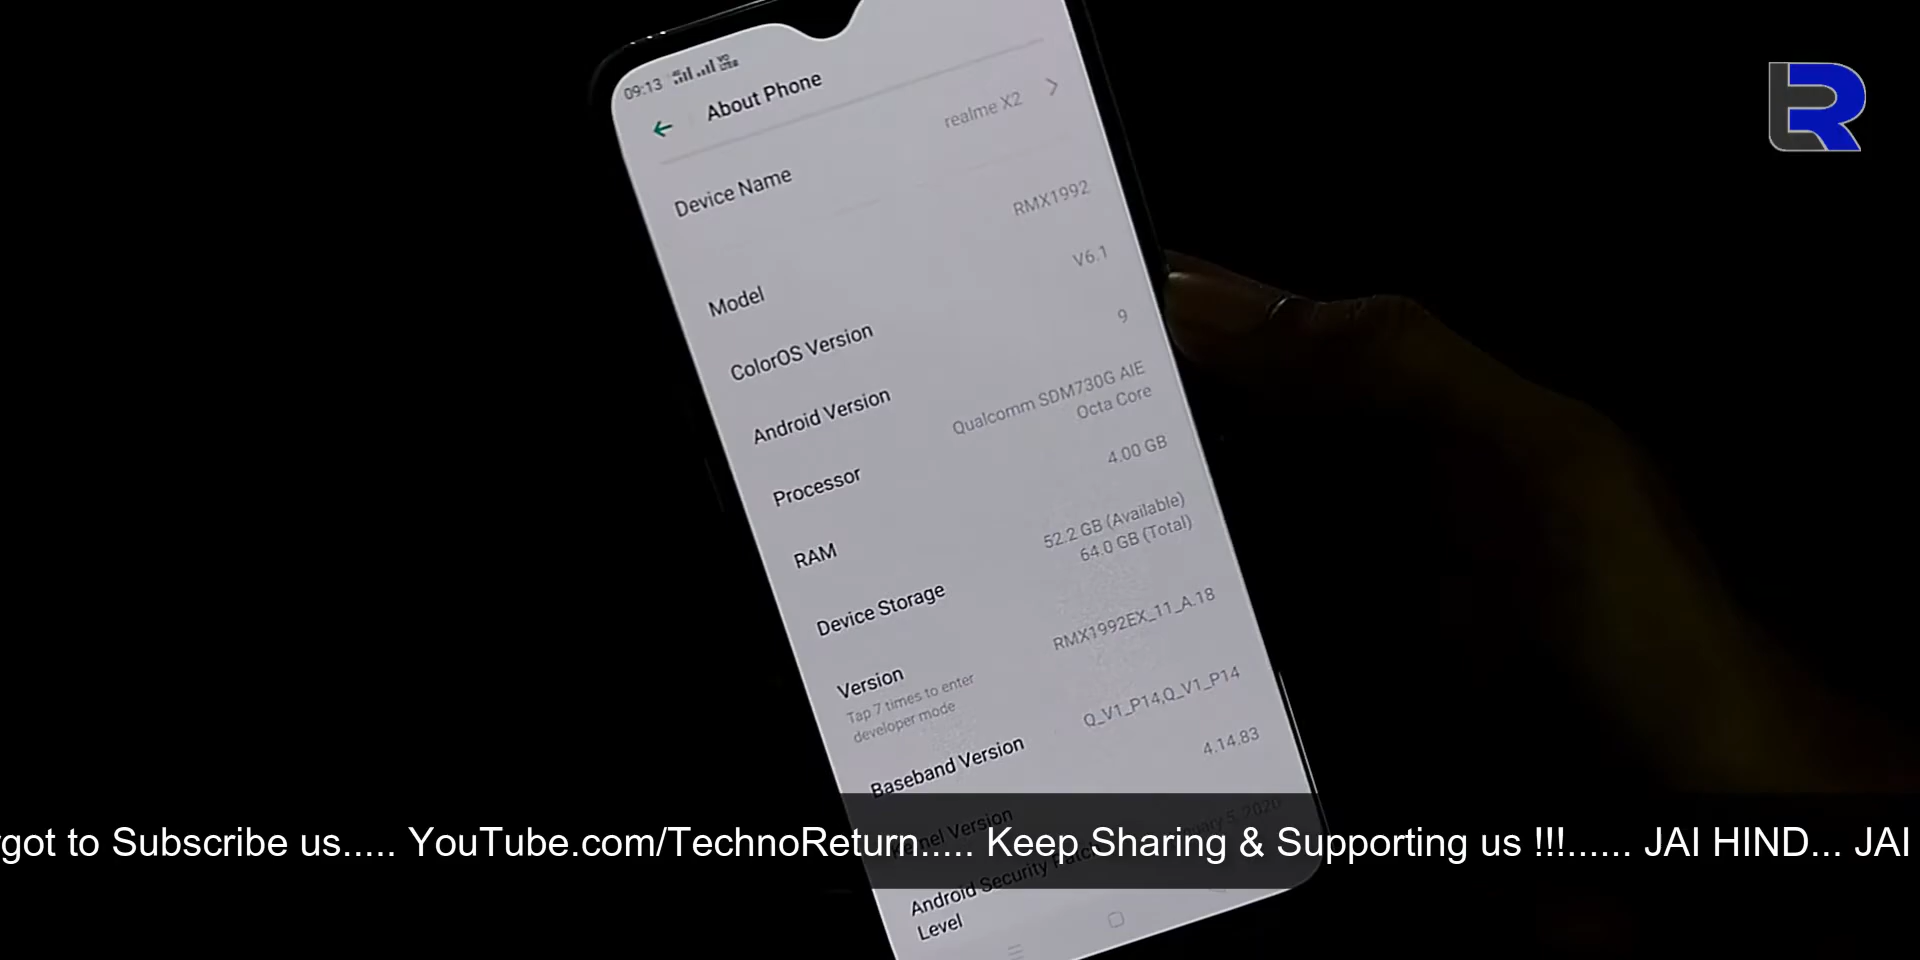 09:13
About Phone
Device Name realme X2
Model RMX1992
ColorOS Version V6.1
Android Version 9
Processor Qualcomm SDM730G AIE
Octa Core
RAM 4.00 GB
Device Storage 52.2 GB (Available)
64.0 GB (Total)
Version RMX1992EX_11_A.18
Tap 7 times to enter
developer mode
Baseband Version Q_V1_P14,Q_V1_P14
Version 4.14.83
got to Subscribe us..... YouTube.com/TechnoReturn..... Keep Sharing & Supporting us !!!...... JAI HIND... JAI
Android Security 5, 2020
Level